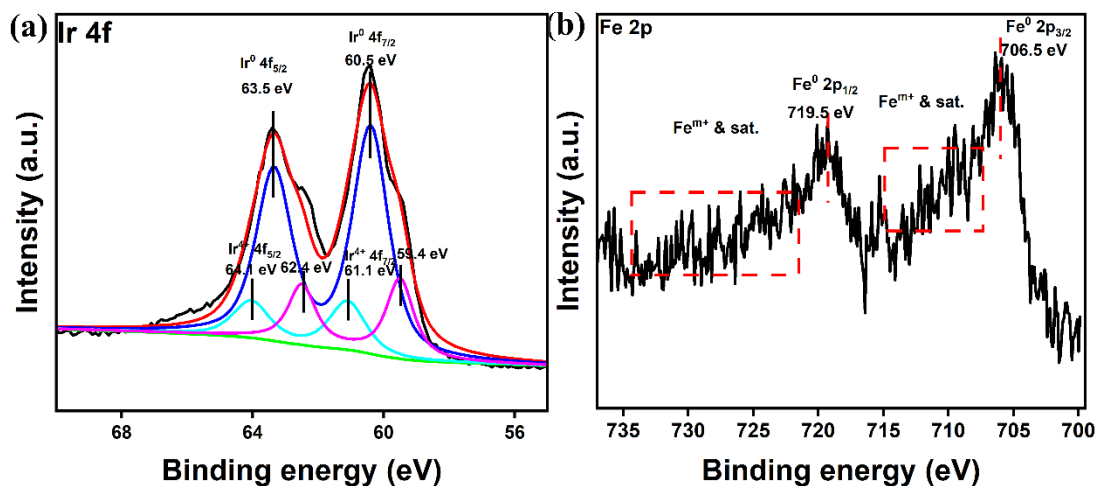 (a)
Ir 4f
Ir⁰ 4f₇/₂
60.5 eV
Ir⁰ 4f₅/₂
63.5 eV
Ir⁴⁺ 4f₅/₂
64.1 eV
62.4 eV
Ir⁴⁺ 4f₇/₂
61.1 eV
59.4 eV
Intensity (a.u.)
68
64
60
56
Binding energy (eV)
(b)
Fe 2p
Fe⁰ 2p₃/₂
706.5 eV
Fe⁰ 2p₁/₂
719.5 eV
Feᵐ⁺ & sat.
Feᵐ⁺ & sat.
Intensity (a.u.)
735
730
725
720
715
710
705
700
Binding energy (eV)